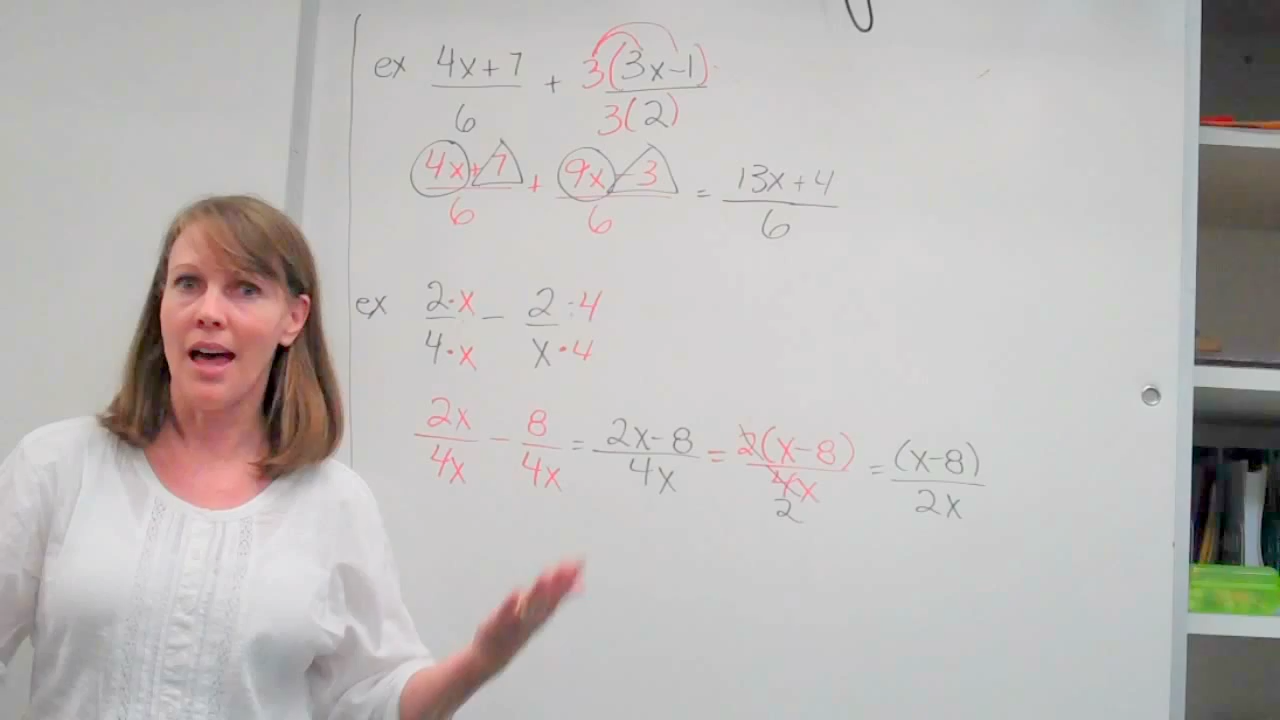 ex (4x+7)/6 + 3(3x-1)/3(2)
(4x+7)/6 + (9x-3)/6 = (13x+4)/6
ex (2·x)/(4·x) - (2·4)/(x·4)
2x/4x - 8/4x = (2x-8)/4x = 2(x-8)/4x 2 = (x-8)/2x